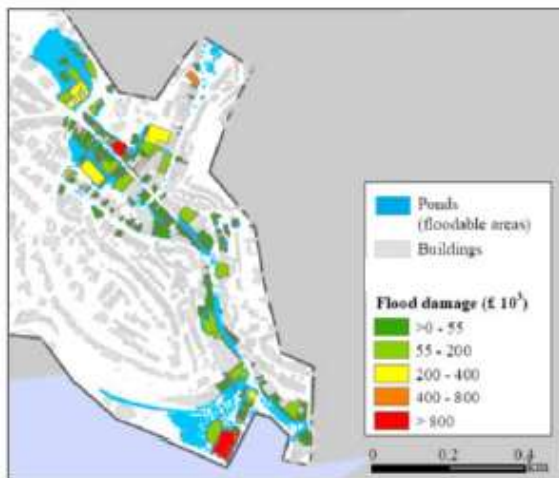 Ponds
(floodable areas)
Buildings
Flood damage (£ 10³)
>0 - 55
55 - 200
200 - 400
400 - 800
> 800
0 0.2 0.4
km